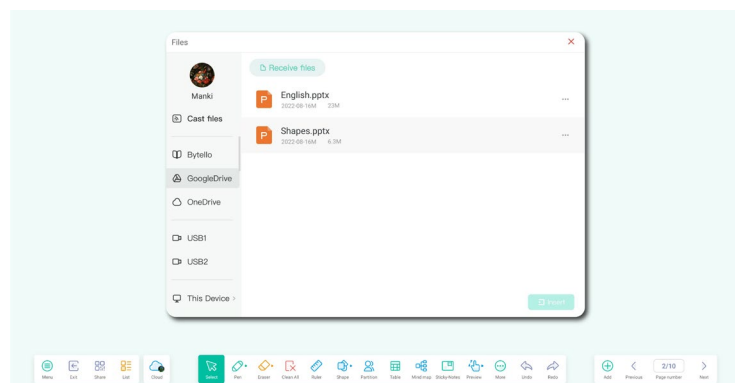 Files
Manki
Cast files
Bytello
GoogleDrive
OneDrive
USB1
USB2
This Device
Receive files
P
English.pptx
2022-08-16M 23M
P
Shapes.pptx
2022-08-16M 6.3M
Insert
Menu Exit Share List Cloud Select Pen Eraser Clean All Ruler Shape Partition Table Mind map Sticky Notes Preview More Undo Redo Add Previous 2/10 Page number Next